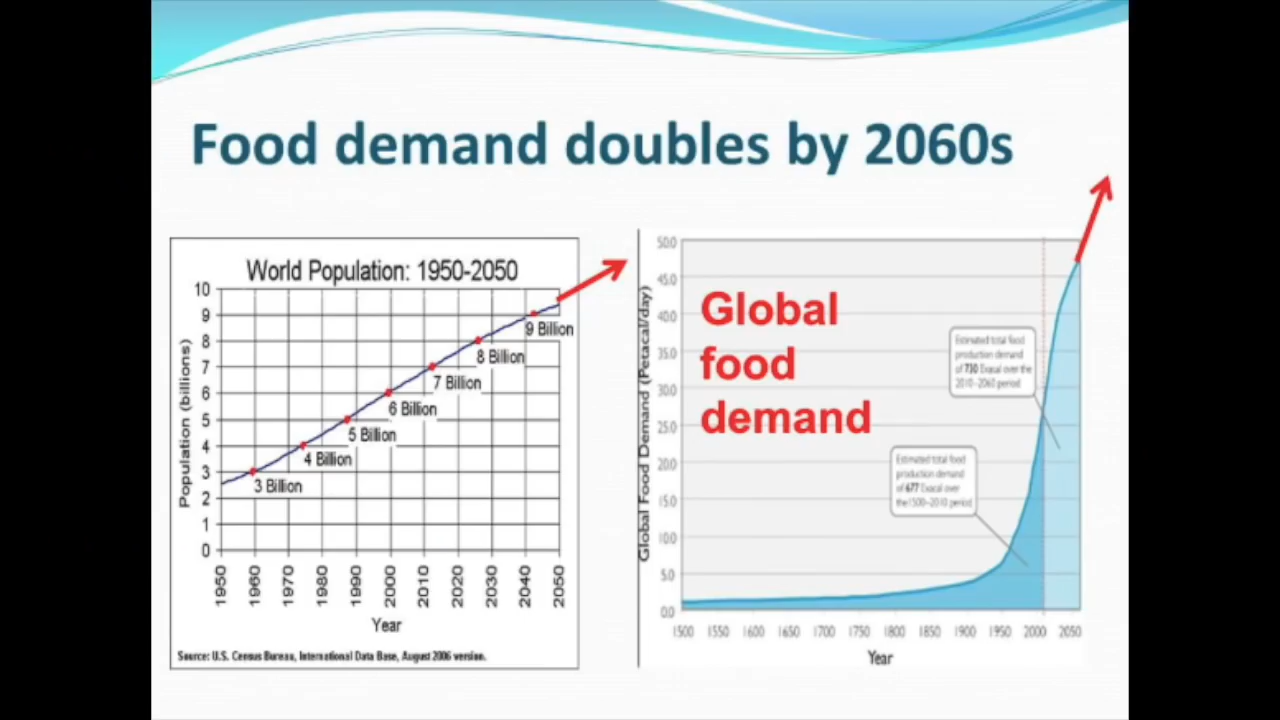 Food demand doubles by 2060s
World Population: 1950-2050
Population (billions)
10
9
8
7
6
5
4
3
2
1
0
3 Billion
4 Billion
5 Billion
6 Billion
7 Billion
8 Billion
9 Billion
1950
1960
1970
1980
1990
2000
2010
2020
2030
2040
2050
Year
Source: U.S. Census Bureau, International Data Base, August 2006 version.
Global
food
demand
Global Food Demand (Petacal/day)
50.0
45.0
40.0
35.0
30.0
25.0
20.0
15.0
10.0
5.0
0.0
Estimated total food
production demand
of 730 Exacal over the
2010-2060 period
Estimated total food
production demand
of 677 Exacal over
the 1500-2010 period
1500 1550 1600 1650 1700 1750 1800 1850 1900 1950 2000 2050
Year